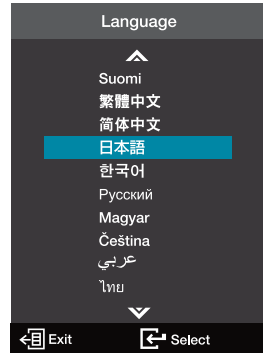 Language
Suomi
繁體中文
简体中文
日本語
한국어
Русский
Magyar
Čeština
عربي
ไทย
Exit Select